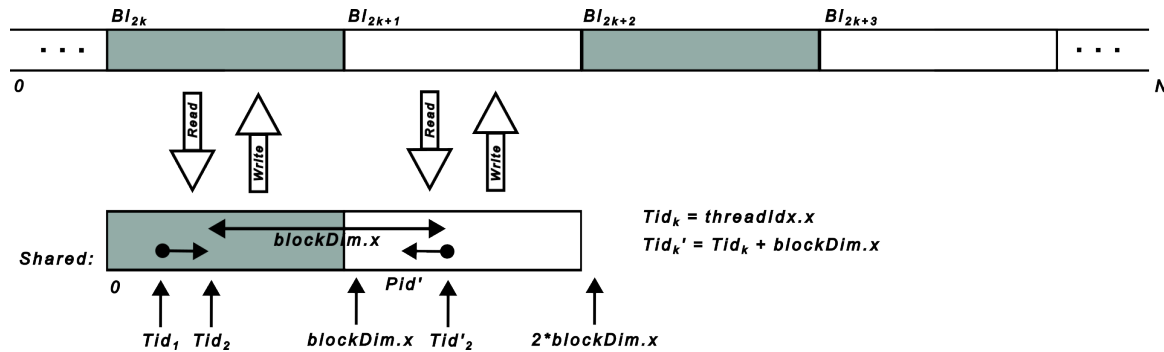 Bl2k Bl2k+1 Bl2k+2 Bl2k+3
. . . . . .
0 N
Read Write Read Write
Tidk = threadIdx.x
blockDim.x
Tidk' = Tidk + blockDim.x
Shared:
0 Pid'
Tid1 Tid2 blockDim.x Tid'2 2*blockDim.x